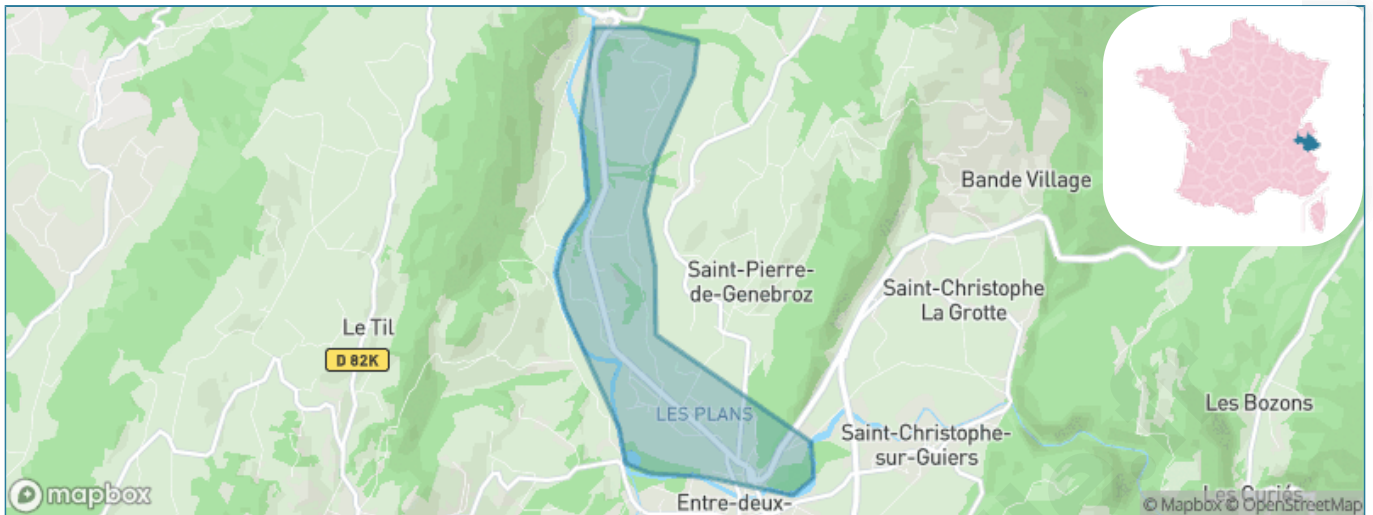 Bande Village
Saint-Pierre-
de-Genebroz
Saint-Christophe
La Grotte
Le Til
D 82K
LES PLANS
Les Bozons
Saint-Christophe-
sur-Guiers
Entre-deux-
Les Curiés
mapbox
© Mapbox © OpenStreetMap